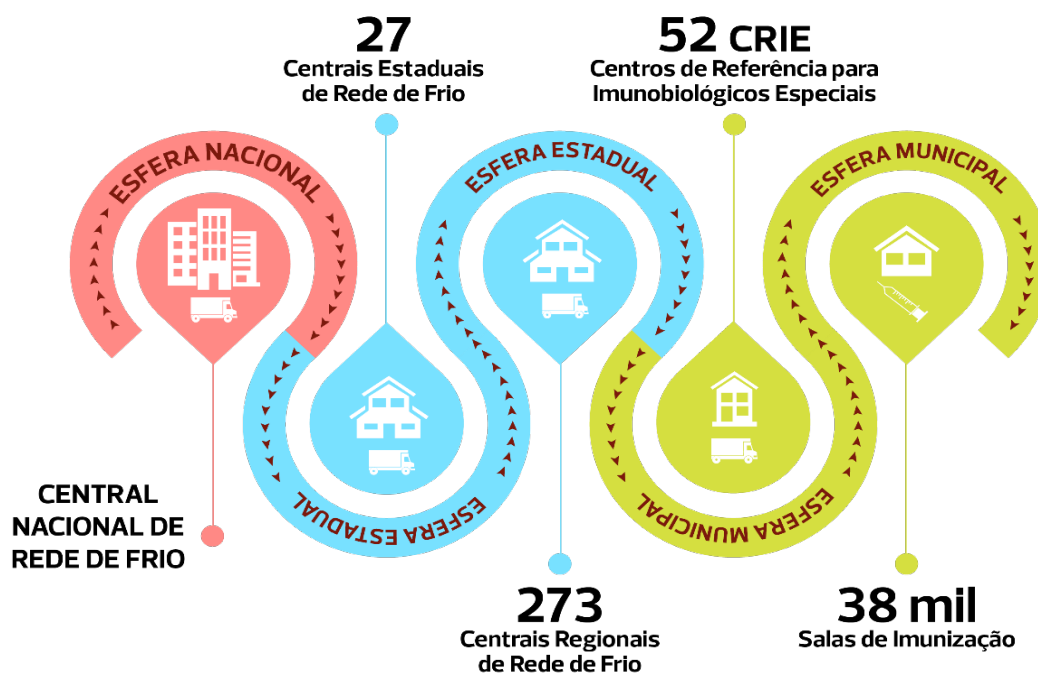 27
Centrais Estaduais
de Rede de Frio
52 CRIE
Centros de Referência para
Imunobiológicos Especiais
ESFERA NACIONAL
ESFERA ESTADUAL
ESFERA MUNICIPAL
ESFERA ESTADUAL
ESFERA MUNICIPAL
CENTRAL
NACIONAL DE
REDE DE FRIO
273
Centrais Regionais
de Rede de Frio
38 mil
Salas de Imunização